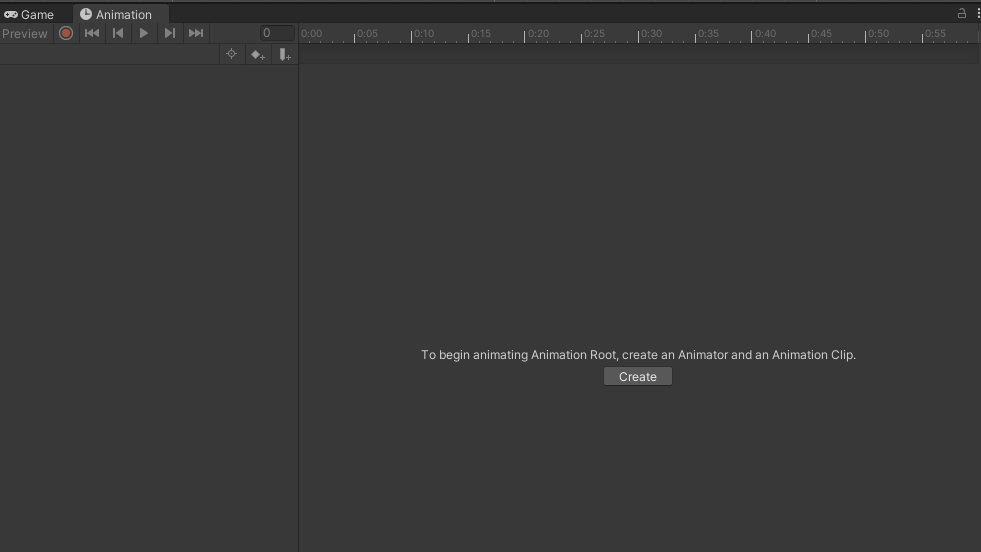 Game Animation
Preview 0 0:00 0:05 0:10 0:15 0:20 0:25 0:30 0:35 0:40 0:45 0:50 0:55
To begin animating Animation Root, create an Animator and an Animation Clip.
Create